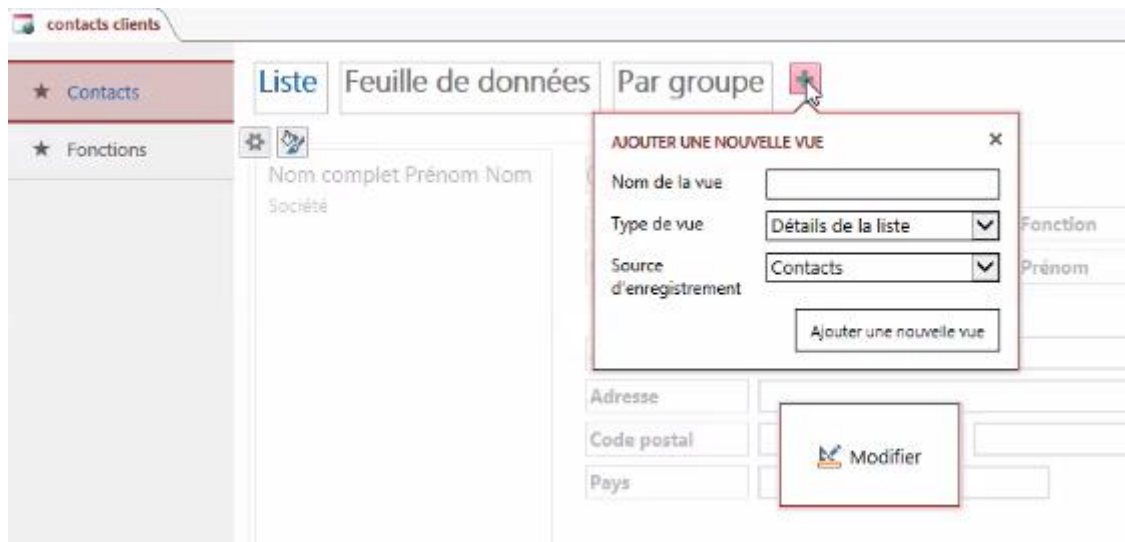 contacts clients
Contacts
Fonctions
Liste
Feuille de données
Par groupe
Nom complet Prénom Nom
Société
AJOUTER UNE NOUVELLE VUE
Nom de la vue
Type de vue
Détails de la liste
Source
d'enregistrement
Contacts
Ajouter une nouvelle vue
Fonction
Prénom
Adresse
Code postal
Pays
Modifier